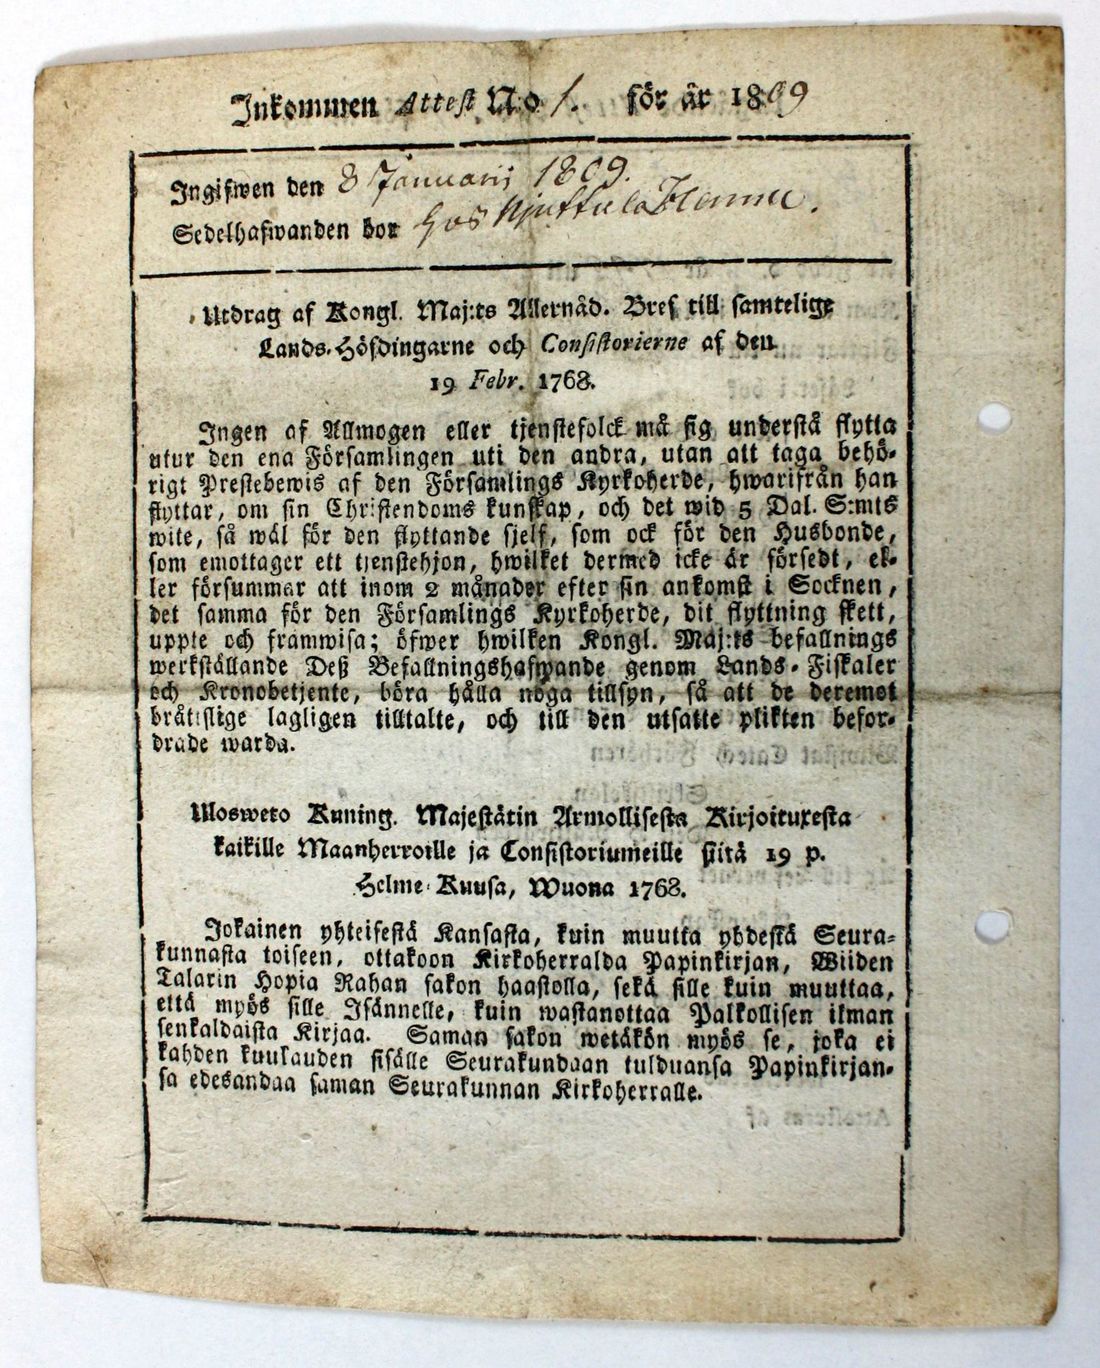 Inkommen Attest N:o 1. för år 1809
Ingifwen den 8 Januarii 1809.
Sedelhafwanden bor hos
Utdrag af Kongl. Maj:ts Allernåd. Bref till samtelige
Lands-Höfdingarne och Consistorierne af den
19 Febr. 1768.
Ingen af Allmogen eller tjenstefolck må sig understå flytta
utur den ena Församlingen uti den andra, utan att taga behö-
rigt Prestebewis af den Församlings Kyrkoherde, hwarifrån han
flyttar, om sin Christendoms kunskap, och det wid 5 Dal. S:mts
wite, så wäl för den flyttande sjelf, som ock för den Husbonde,
som emottager ett tjenstehjon, hwilket dermed icke är försedt, el-
ler försummar att inom 2 månader efter sin ankomst i Socknen,
det samma för den Församlings Kyrkoherde, dit flyttning skett,
uppte och framwisa; öfwer hwilken Kongl. Maj:ts befallnings
werkställande Deß Befallningshafwande genom Lands-Fiskaler
och Kronobetjente, böra hålla noga tillsyn, så att de deremot
bråtislige lagligen tilltalte, och till den utsatte plikten befor-
drade warda.
Ulosweto Kuning. Majestätin Armollisesta Kirjoituxesta
kaikille Maanherroille ja Consistoriumeille siitä 19 p.
Helme-Kuusa, Wuona 1768.
Jokainen yhteisestä Kansasta, kuin muutta yhdestä Seura-
kunnasta toiseen, ottakoon Kirkoherralda Papinkirjan, Wiiden
Talarin Hopia Rahan sakon haastolla, sekä sille kuin muuttaa,
että myös sille Isännelle, kuin wastanottaa Palkollisen ilman
senkaldaista Kirjaa. Saman sakon wetäkön myös se, joka ei
kahden kuukauden sisälle Seurakundaan tulduansa Papinkirjan-
sa edesandaa saman Seurakunnan Kirkoherralle.